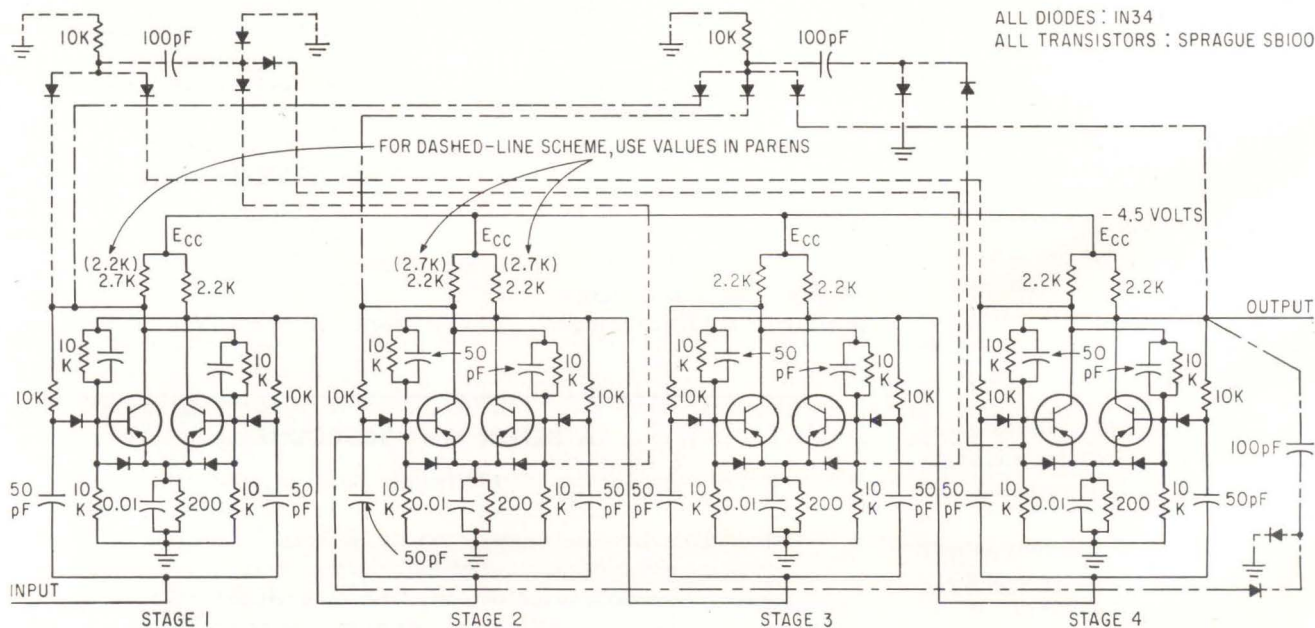 ALL DIODES : IN34
ALL TRANSISTORS : SPRAGUE SB100
10K
100pF
10K
100pF
FOR DASHED-LINE SCHEME, USE VALUES IN PARENS
-4.5 VOLTS
ECC
ECC
ECC
ECC
(2.2K)
2.7K
2.2K
(2.7K)
2.2K
(2.7K)
2.2K
2.2K
2.2K
2.2K
2.2K
OUTPUT
10
K
10
K
10
K
50
pF
10
K
10
K
50
pF
10
K
10
K
50
pF
10
K
10K
10K
10K
10K
10K
10K
10K
10K
100pF
50
pF
10
K
0.01
200
10
K
50
pF
10
K
0.01
200
10
K
50
pF
50
pF
10
K
0.01
200
10
K
50
pF
50
pF
10
K
0.01
200
10
K
50pF
50pF
INPUT
STAGE 1
STAGE 2
STAGE 3
STAGE 4